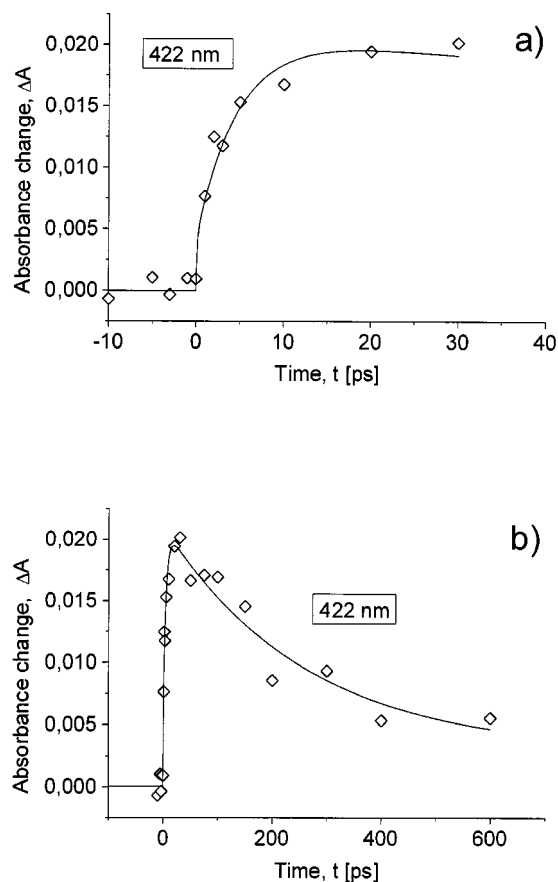 a)
422 nm
0,020
0,015
0,010
0,005
0,000
Absorbance change, ΔA
-10 0 10 20 30 40
Time, t [ps]
b)
422 nm
0,020
0,015
0,010
0,005
0,000
Absorbance change, ΔA
0 200 400 600
Time, t [ps]